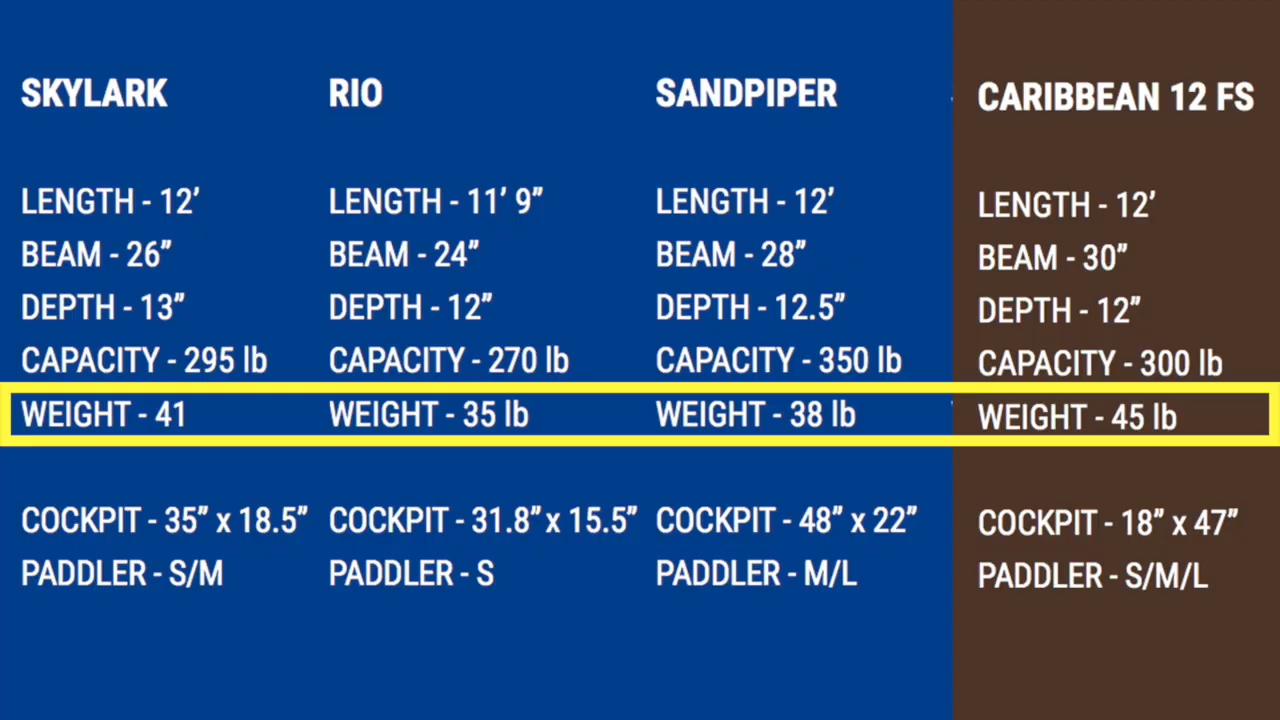 SKYLARK
LENGTH - 12’
BEAM - 26”
DEPTH - 13”
CAPACITY - 295 lb
WEIGHT - 41
COCKPIT - 35” x 18.5”
PADDLER - S/M
RIO
LENGTH - 11’ 9”
BEAM - 24”
DEPTH - 12”
CAPACITY - 270 lb
WEIGHT - 35 lb
COCKPIT - 31.8” x 15.5”
PADDLER - S
SANDPIPER
LENGTH - 12’
BEAM - 28”
DEPTH - 12.5”
CAPACITY - 350 lb
WEIGHT - 38 lb
COCKPIT - 48” x 22”
PADDLER - M/L
CARIBBEAN 12 FS
LENGTH - 12’
BEAM - 30”
DEPTH - 12”
CAPACITY - 300 lb
WEIGHT - 45 lb
COCKPIT - 18” x 47”
PADDLER - S/M/L